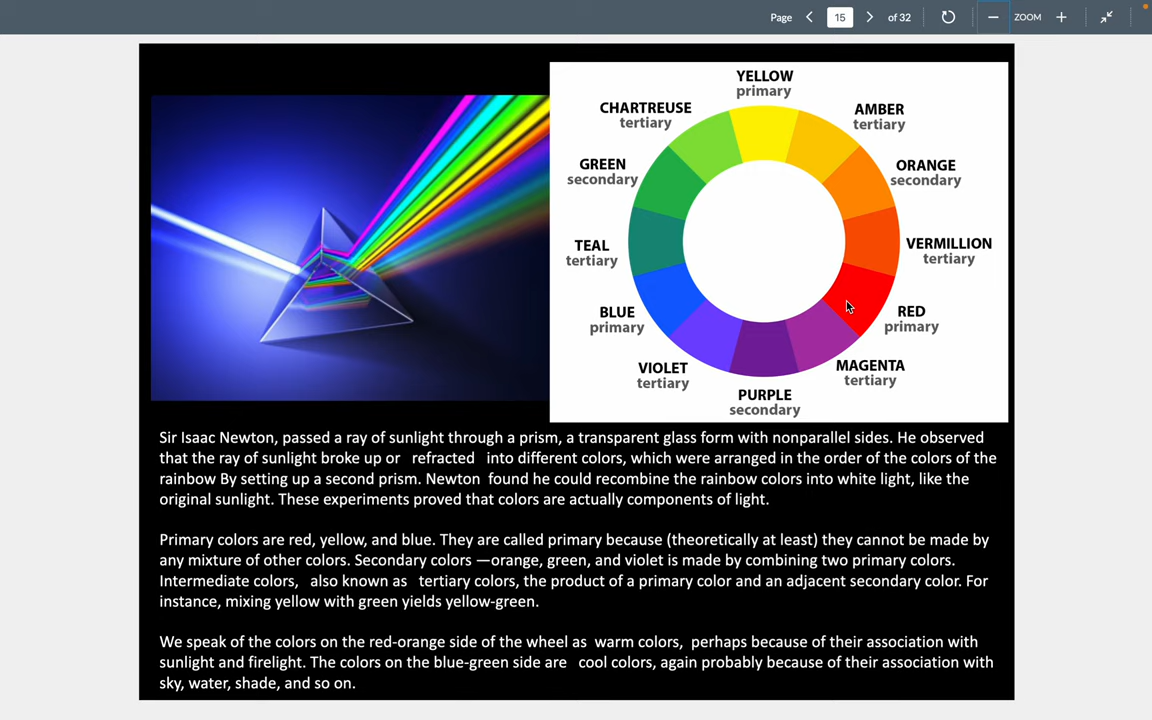 Page 15 of 32 ZOOM
YELLOW
primary
CHARTREUSE
tertiary
AMBER
tertiary
GREEN
secondary
ORANGE
secondary
TEAL
tertiary
VERMILLION
tertiary
BLUE
primary
RED
primary
VIOLET
tertiary
MAGENTA
tertiary
PURPLE
secondary
Sir Isaac Newton, passed a ray of sunlight through a prism, a transparent glass form with nonparallel sides. He observed
that the ray of sunlight broke up or refracted into different colors, which were arranged in the order of the colors of the
rainbow By setting up a second prism. Newton found he could recombine the rainbow colors into white light, like the
original sunlight. These experiments proved that colors are actually components of light.
Primary colors are red, yellow, and blue. They are called primary because (theoretically at least) they cannot be made by
any mixture of other colors. Secondary colors —orange, green, and violet is made by combining two primary colors.
Intermediate colors, also known as tertiary colors, the product of a primary color and an adjacent secondary color. For
instance, mixing yellow with green yields yellow-green.
We speak of the colors on the red-orange side of the wheel as warm colors, perhaps because of their association with
sunlight and firelight. The colors on the blue-green side are cool colors, again probably because of their association with
sky, water, shade, and so on.